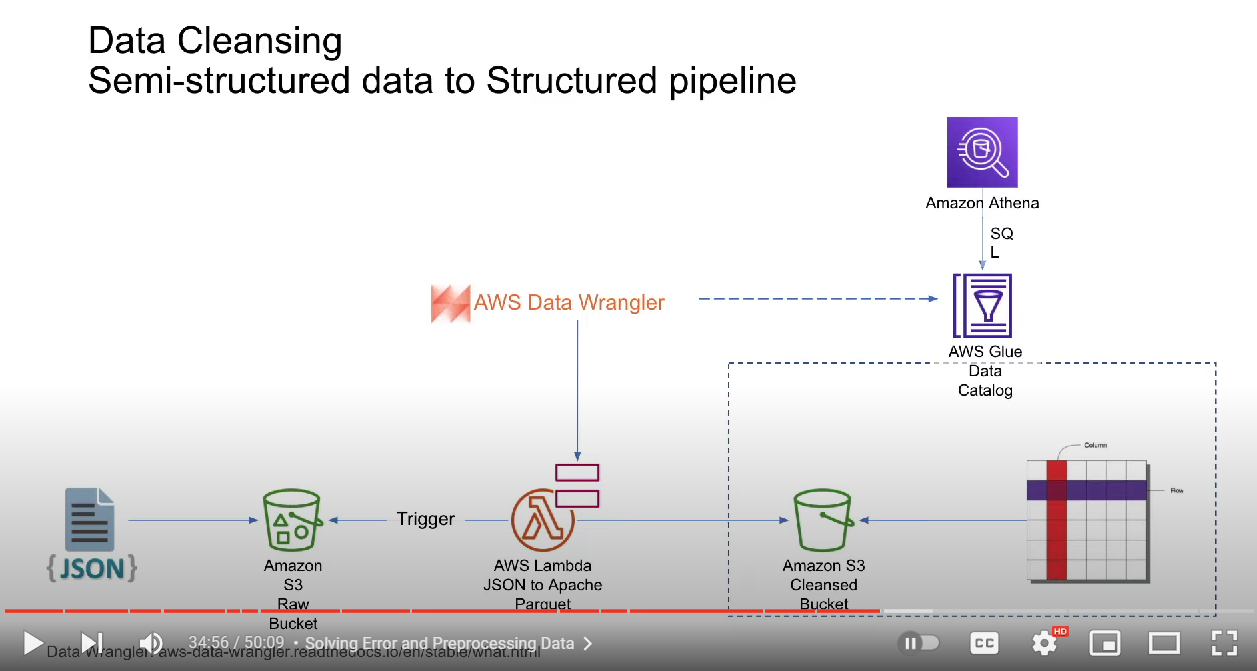 Data Cleansing
Semi-structured data to Structured pipeline
Amazon Athena
SQ
L
AWS Data Wrangler
AWS Glue
Data
Catalog
Column
Row
Trigger
{JSON}
Amazon
S3
Raw
Bucket
AWS Lambda
JSON to Apache
Parquet
Amazon S3
Cleansed
Bucket
34:56 / 50:09 • Solving Error and Preprocessing Data
CC
HD
Data Wrangler: aws-data-wrangler.readthedocs.io/en/stable/what.html